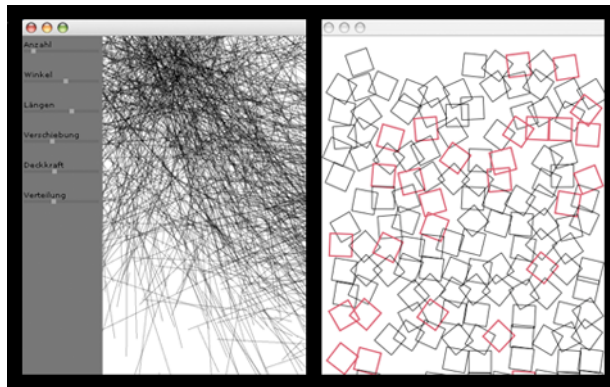 Anzahl
Winkel
Längen
Verschiebung
Deckkraft
Verteilung